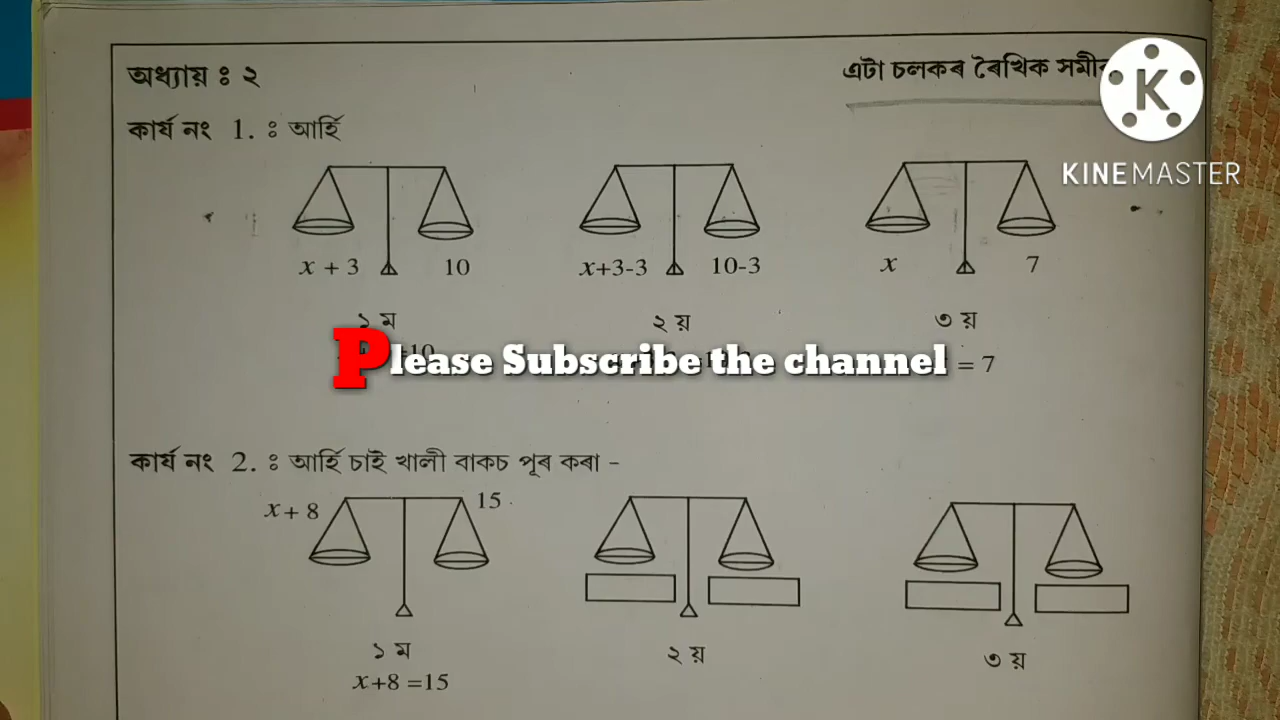 অধ্যায় ঃ ২
এটা চলকৰ ৰৈখিক
K
KINEMASTER
কাৰ্য নং 1. ঃ আৰ্হি
x + 3 10 x+3-3 10-3 x 7
১ ম ২ য় ৩ য়
Please Subscribe the channel
= 7
কাৰ্য নং 2. ঃ আৰ্হি চাই খালী বাকচ পূৰ কৰা -
x + 8 15
১ ম ২ য় ৩ য়
x+8 =15